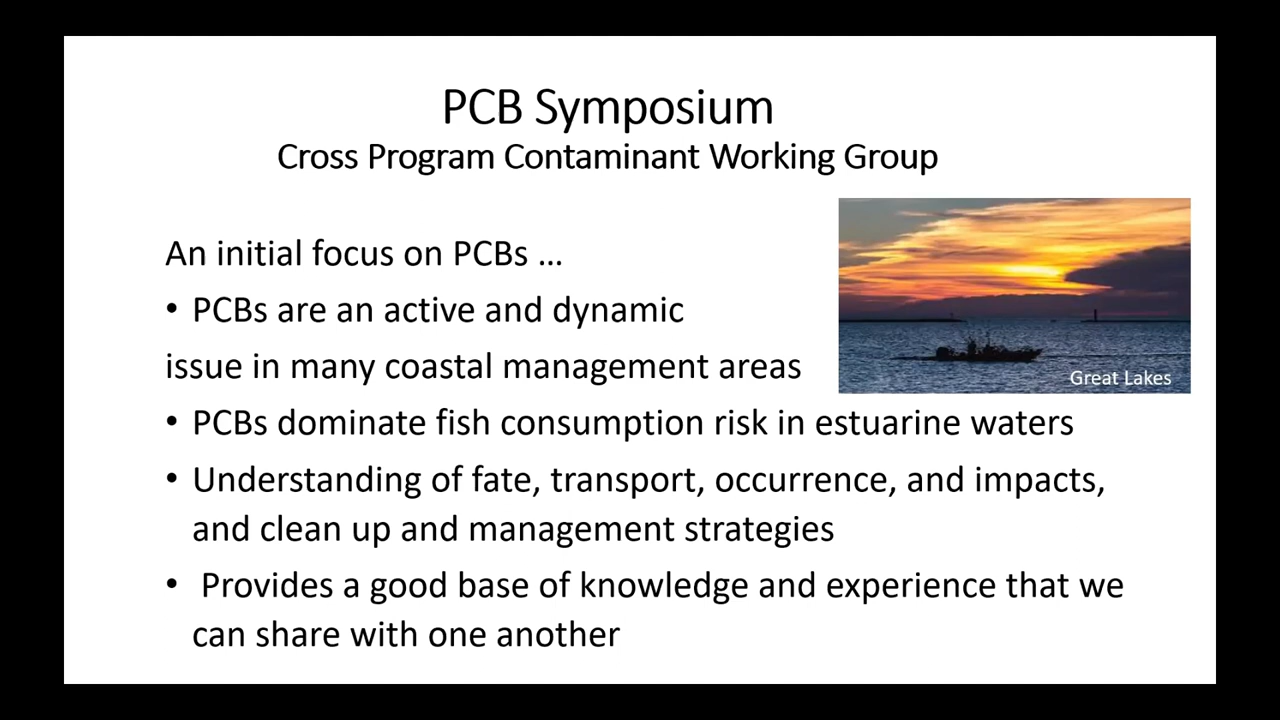 PCB Symposium
Cross Program Contaminant Working Group
An initial focus on PCBs ...
• PCBs are an active and dynamic
issue in many coastal management areas
Great Lakes
• PCBs dominate fish consumption risk in estuarine waters
• Understanding of fate, transport, occurrence, and impacts,
and clean up and management strategies
• Provides a good base of knowledge and experience that we
can share with one another